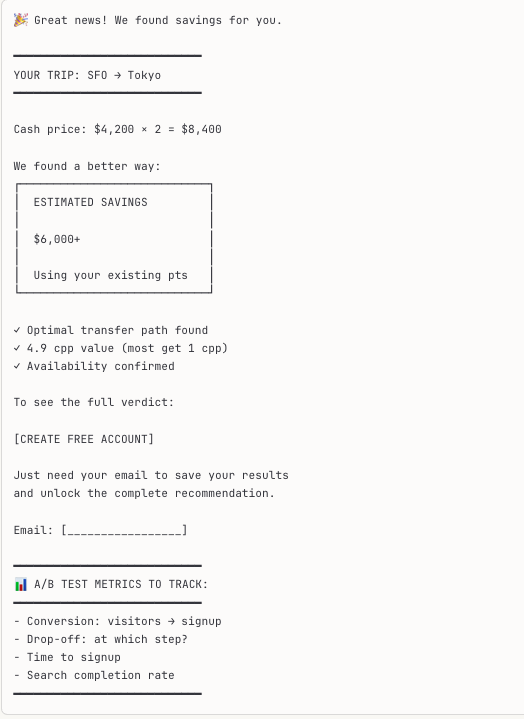 🎉 Great news! We found savings for you.
YOUR TRIP: SFO → Tokyo
Cash price: $4,200 × 2 = $8,400
We found a better way:
ESTIMATED SAVINGS
$6,000+
Using your existing pts
✓ Optimal transfer path found
✓ 4.9 cpp value (most get 1 cpp)
✓ Availability confirmed
To see the full verdict:
[CREATE FREE ACCOUNT]
Just need your email to save your results
and unlock the complete recommendation.
Email: [_________________]
📊 A/B TEST METRICS TO TRACK:
- Conversion: visitors → signup
- Drop-off: at which step?
- Time to signup
- Search completion rate